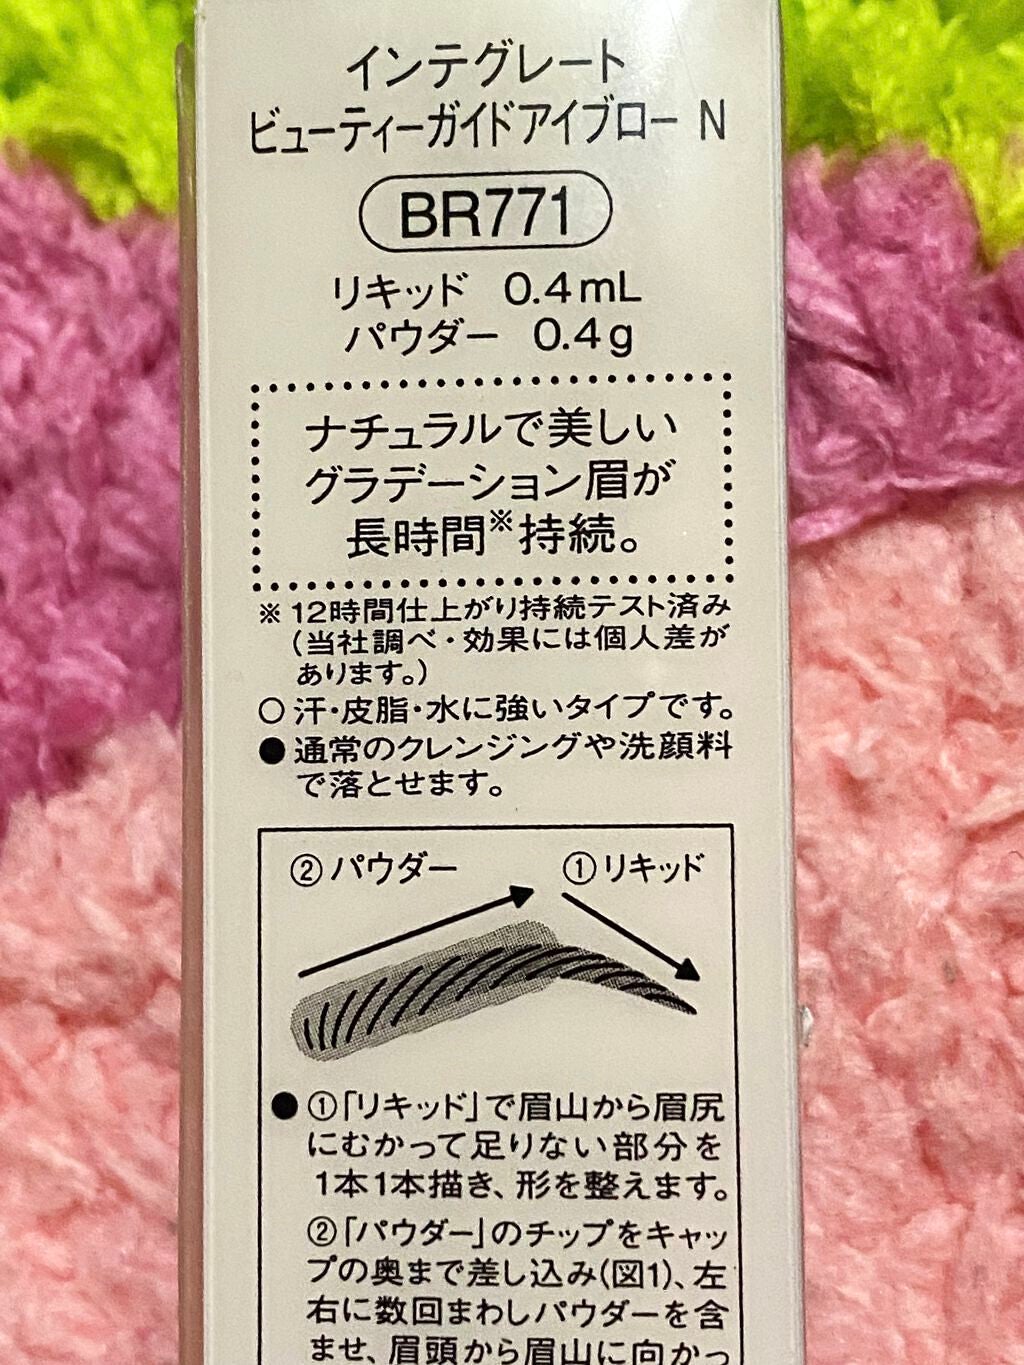 インテグレート
ビューティーガイドアイブロー N
BR771
リキッド 0.4mL
パウダー 0.4g
ナチュラルで美しい
グラデーション眉が
長時間※持続。
※12時間仕上がり持続テスト済み
(当社調べ・効果には個人差が
あります。)
○汗・皮脂・水に強いタイプです。
●通常のクレンジングや洗顔料
で落とせます。
②パウダー ①リキッド
●①「リキッド」で眉山から眉尻
にむかって足りない部分を
1本1本描き、形を整えます。
②「パウダー」のチップをキャッ
プの奥まで差し込み(図1)、左
右に数回まわしパウダーを含
ませ、眉頭から眉山に向かっ